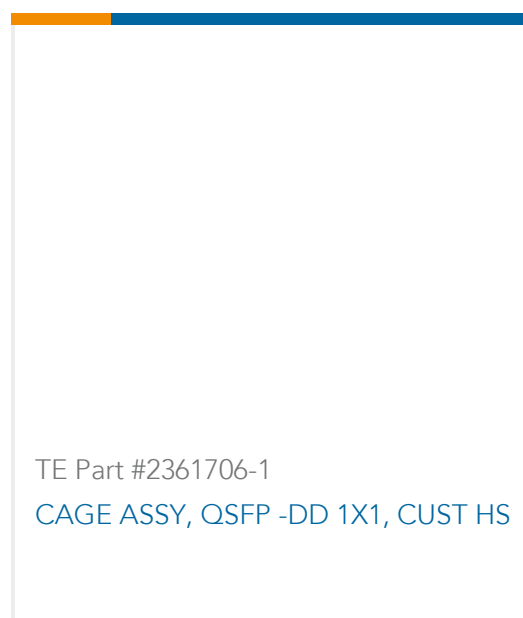 TE Part #2361706-1
CAGE ASSY, QSFP -DD 1X1, CUST HS